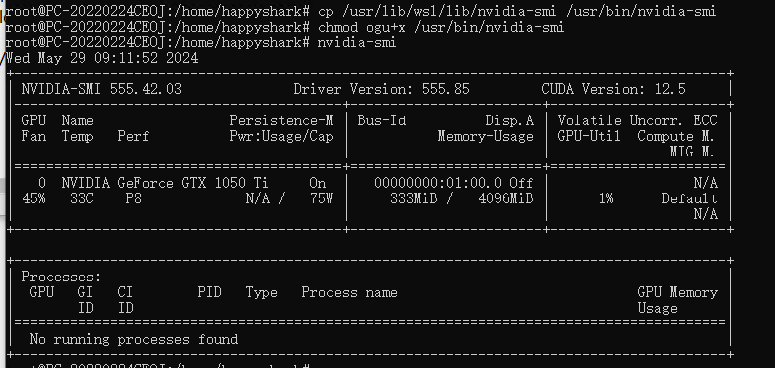 root@PC-20220224CEOJ:/home/happyshark# cp /usr/lib/wsl/lib/nvidia-smi /usr/bin/nvidia-smi
root@PC-20220224CEOJ:/home/happyshark# chmod ogu+x /usr/bin/nvidia-smi
root@PC-20220224CEOJ:/home/happyshark# nvidia-smi
Wed May 29 09:11:52 2024
NVIDIA-SMI 555.42.03 Driver Version: 555.85 CUDA Version: 12.5
GPU Name Persistence-M | Bus-Id Disp.A | Volatile Uncorr. ECC
Fan Temp Perf Pwr:Usage/Cap | Memory-Usage | GPU-Util Compute M.
MIG M.
0 NVIDIA GeForce GTX 1050 Ti On | 00000000:01:00.0 Off | N/A
45% 33C P8 N/A / 75W | 333MiB / 4096MiB | 1% Default
N/A
Processes:
GPU GI CI PID Type Process name GPU Memory
ID ID Usage
No running processes found
root@PC-20220224CEOJ:/home/happyshark#